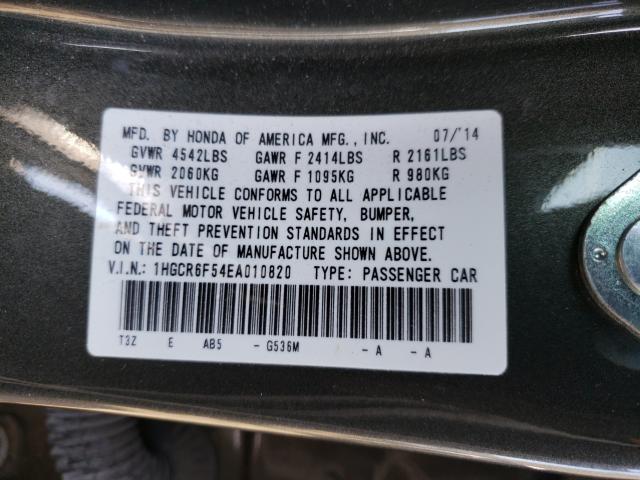 MFD. BY HONDA OF AMERICA MFG., INC. 07/'14
GVWR 4542LBS GAWR F 2414LBS R 2161LBS
GVWR 2060KG GAWR F 1095KG R 980KG
THIS VEHICLE CONFORMS TO ALL APPLICABLE
FEDERAL MOTOR VEHICLE SAFETY, BUMPER,
AND THEFT PREVENTION STANDARDS IN EFFECT
ON THE DATE OF MANUFACTURE SHOWN ABOVE.
V.I.N.: 1HGCR6F54EA010820 TYPE: PASSENGER CAR
T3Z E AB5 - G536M - A - A